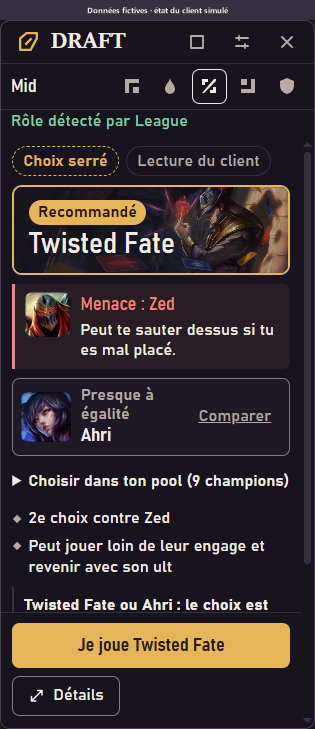 Données fictives · état du client simulé
DRAFT
Mid
Rôle détecté par League
Choix serré
Lecture du client
Recommandé
Twisted Fate
Menace : Zed
Peut te sauter dessus si tu
es mal placé.
Presque à
égalité
Ahri
Comparer
Choisir dans ton pool (9 champions)
2e choix contre Zed
Peut jouer loin de leur engage et
revenir avec son ult
Twisted Fate ou Ahri : le choix est
Je joue Twisted Fate
Détails